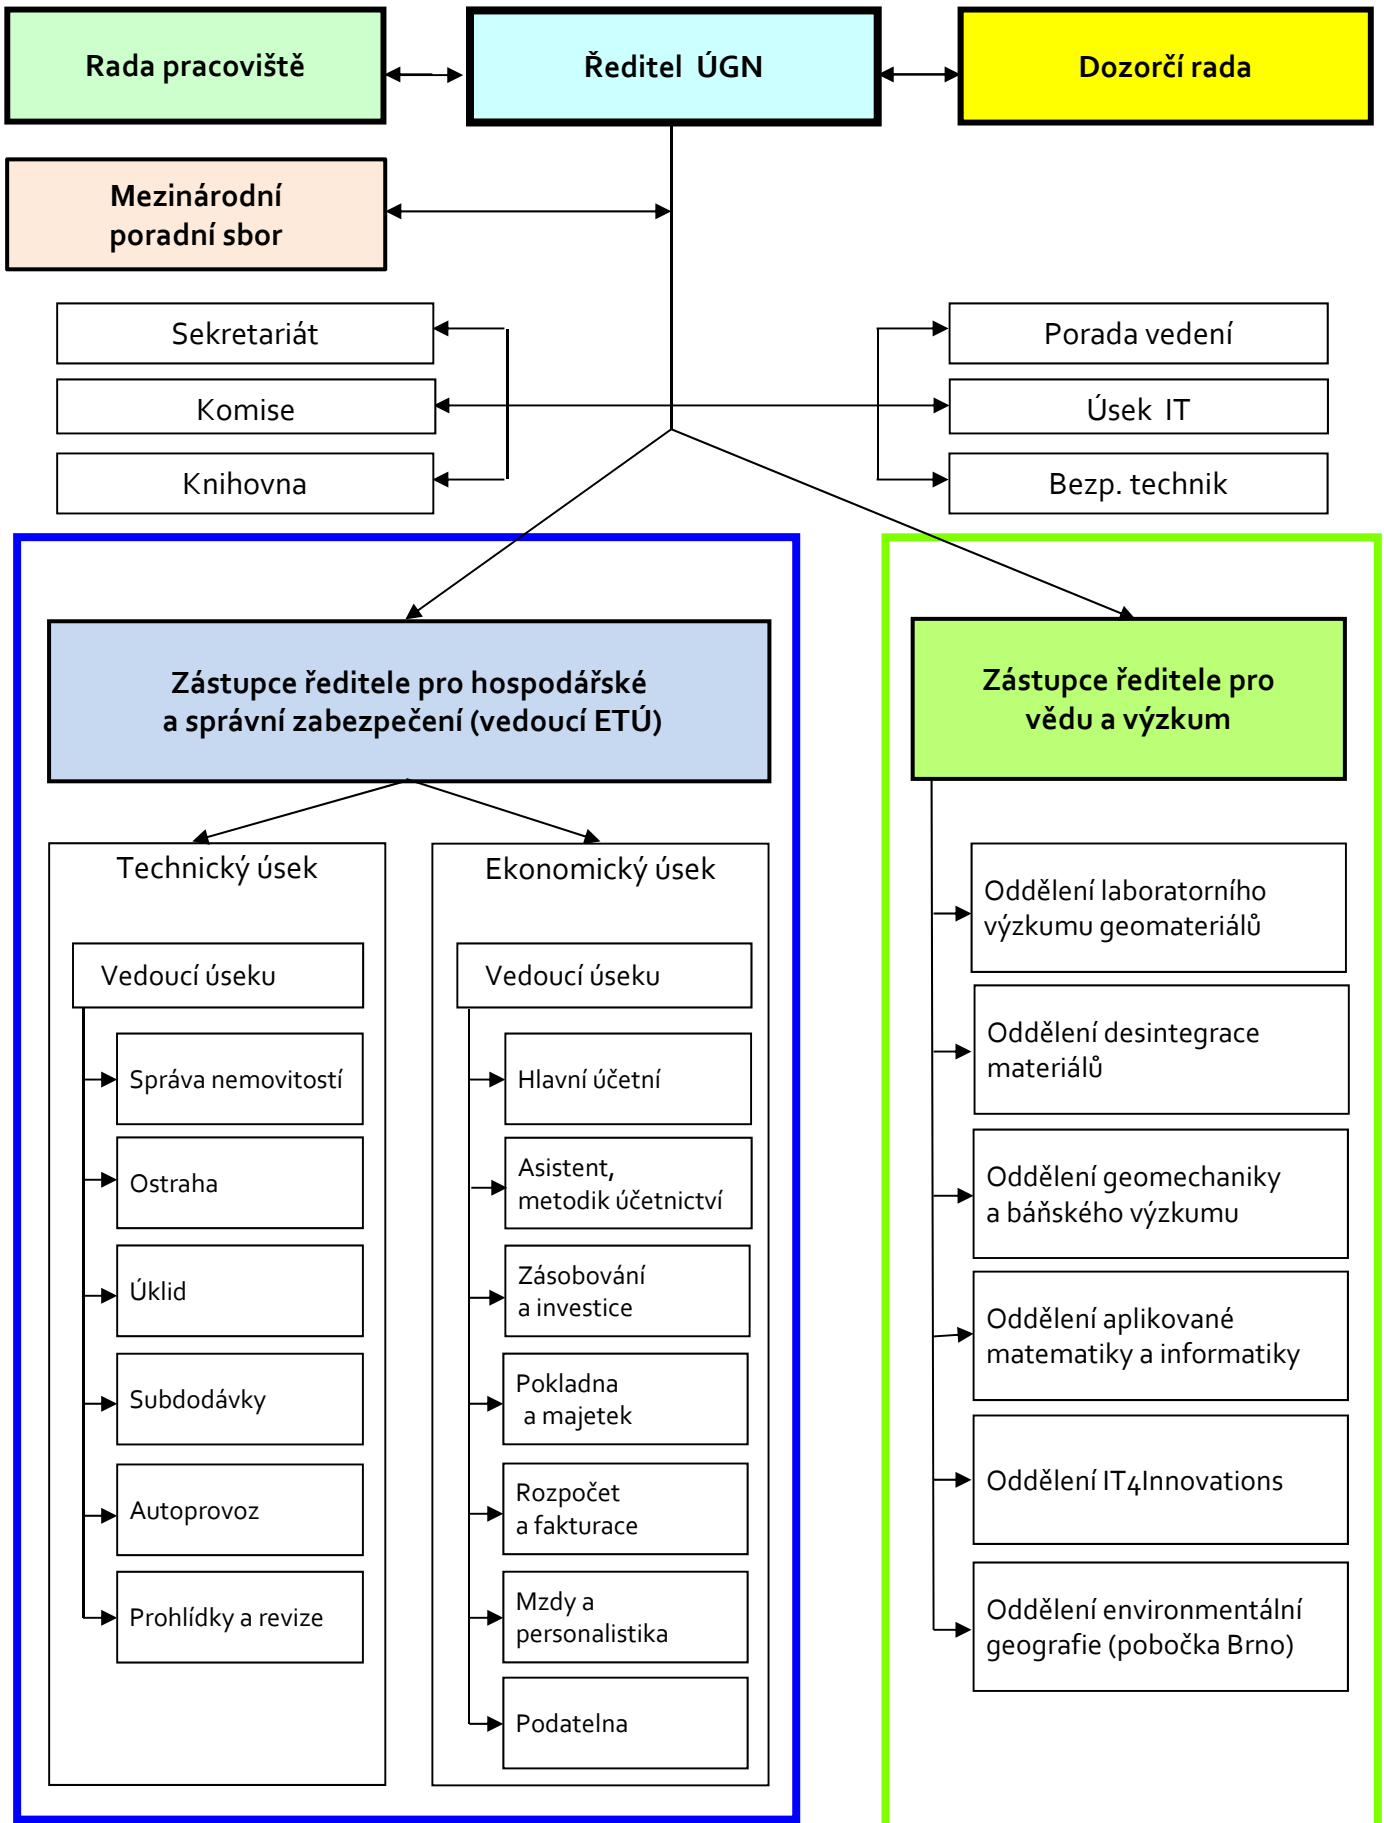 Rada pracoviště
Ředitel ÚGN
Dozorčí rada
Mezinárodní
poradní sbor
Sekretariát
Porada vedení
Komise
Úsek IT
Knihovna
Bezp. technik
Zástupce ředitele pro hospodářské
a správní zabezpečení (vedoucí ETÚ)
Zástupce ředitele pro
vědu a výzkum
Technický úsek
Vedoucí úseku
Správa nemovitostí
Ostraha
Úklid
Subdodávky
Autoprovoz
Prohlídky a revize
Ekonomický úsek
Vedoucí úseku
Hlavní účetní
Asistent,
metodik účetnictví
Zásobování
a investice
Pokladna
a majetek
Rozpočet
a fakturace
Mzdy a
personalistika
Podatelna
Oddělení laboratorního
výzkumu geomateriálů
Oddělení desintegrace
materiálů
Oddělení geomechaniky
a báňského výzkumu
Oddělení aplikované
matematiky a informatiky
Oddělení IT4Innovations
Oddělení environmentální
geografie (pobočka Brno)